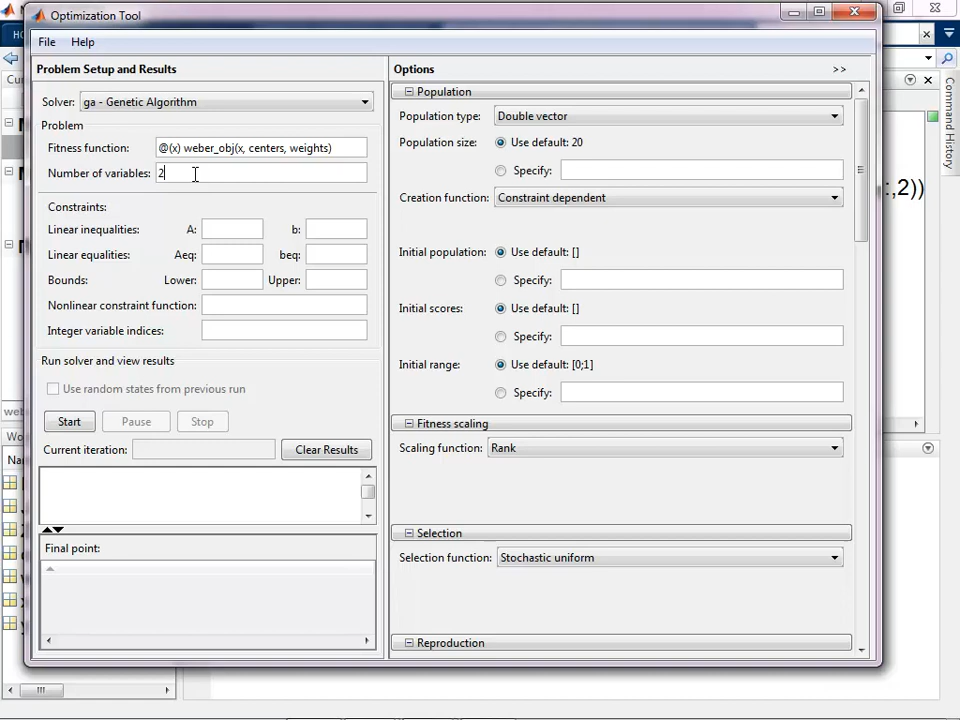 Optimization Tool
File Help
Problem Setup and Results
Solver: ga - Genetic Algorithm
Problem
Fitness function: @(x) weber_obj(x, centers, weights)
Number of variables: 2
Constraints:
Linear inequalities: A: b:
Linear equalities: Aeq: beq:
Bounds: Lower: Upper:
Nonlinear constraint function:
Integer variable indices:
Run solver and view results
Use random states from previous run
Start Pause Stop
Current iteration: Clear Results
Final point:
Options >>
Population
Population type: Double vector
Population size: Use default: 20
Specify:
Creation function: Constraint dependent
Initial population: Use default: []
Specify:
Initial scores: Use default: []
Specify:
Initial range: Use default: [0;1]
Specify:
Fitness scaling
Scaling function: Rank
Selection
Selection function: Stochastic uniform
Reproduction
Command History
:,2))